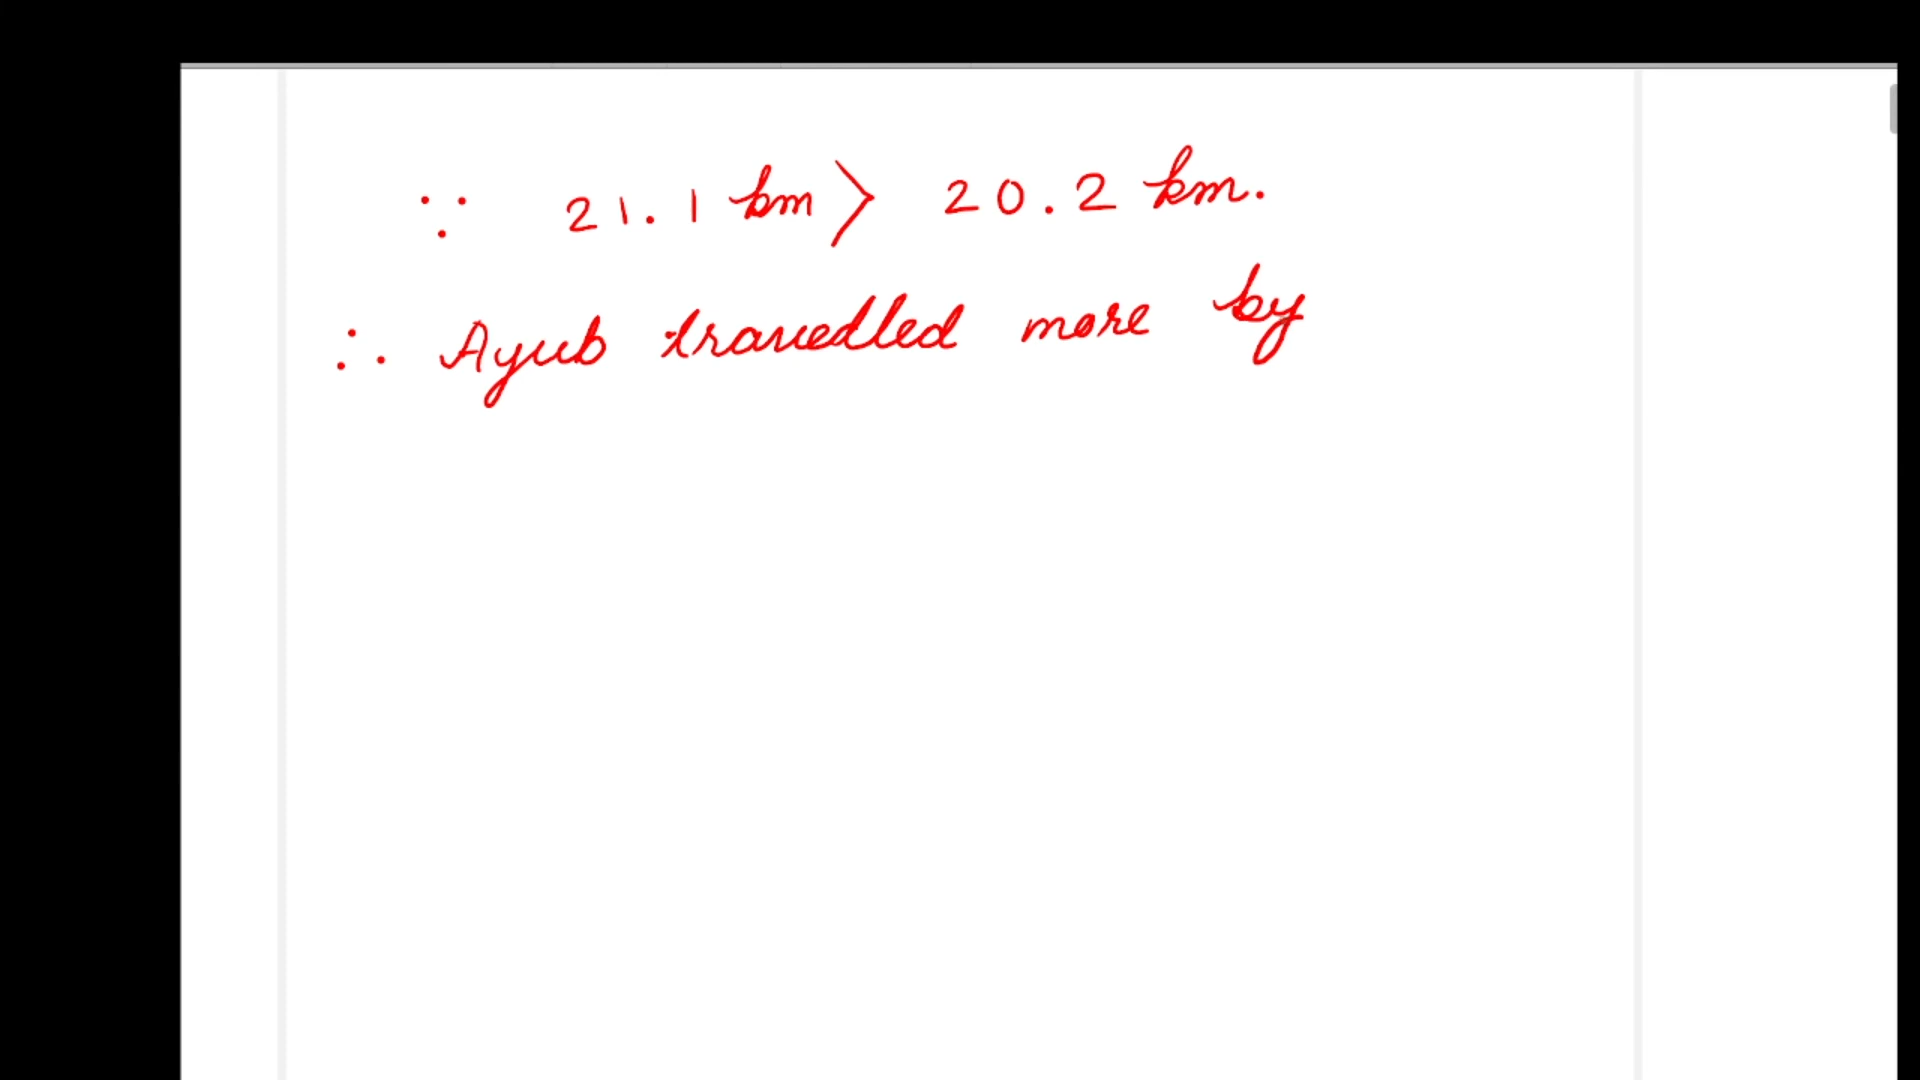 ∵ 21.1 km > 20.2 km.
∴ Ayub travelled more by